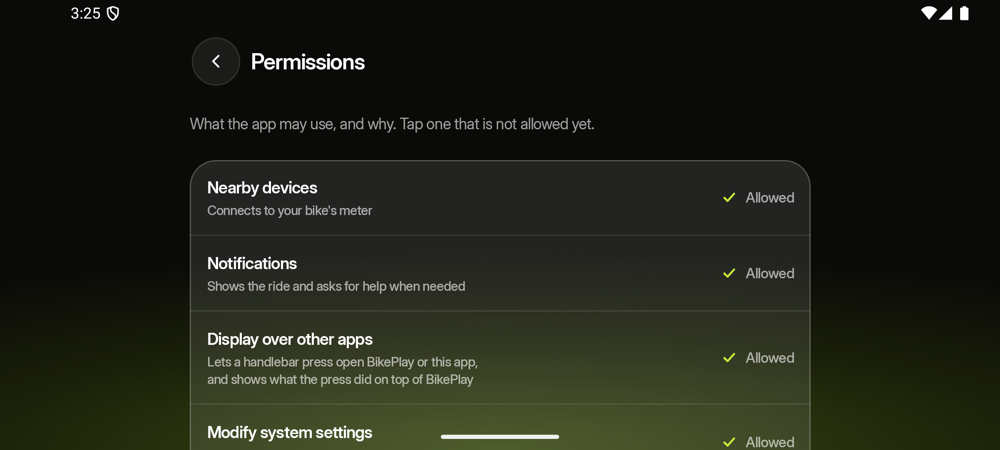 3:25
Permissions
What the app may use, and why. Tap one that is not allowed yet.
Nearby devices
Connects to your bike's meter
Allowed
Notifications
Shows the ride and asks for help when needed
Allowed
Display over other apps
Lets a handlebar press open BikePlay or this app,
and shows what the press did on top of BikePlay
Allowed
Modify system settings
Allowed